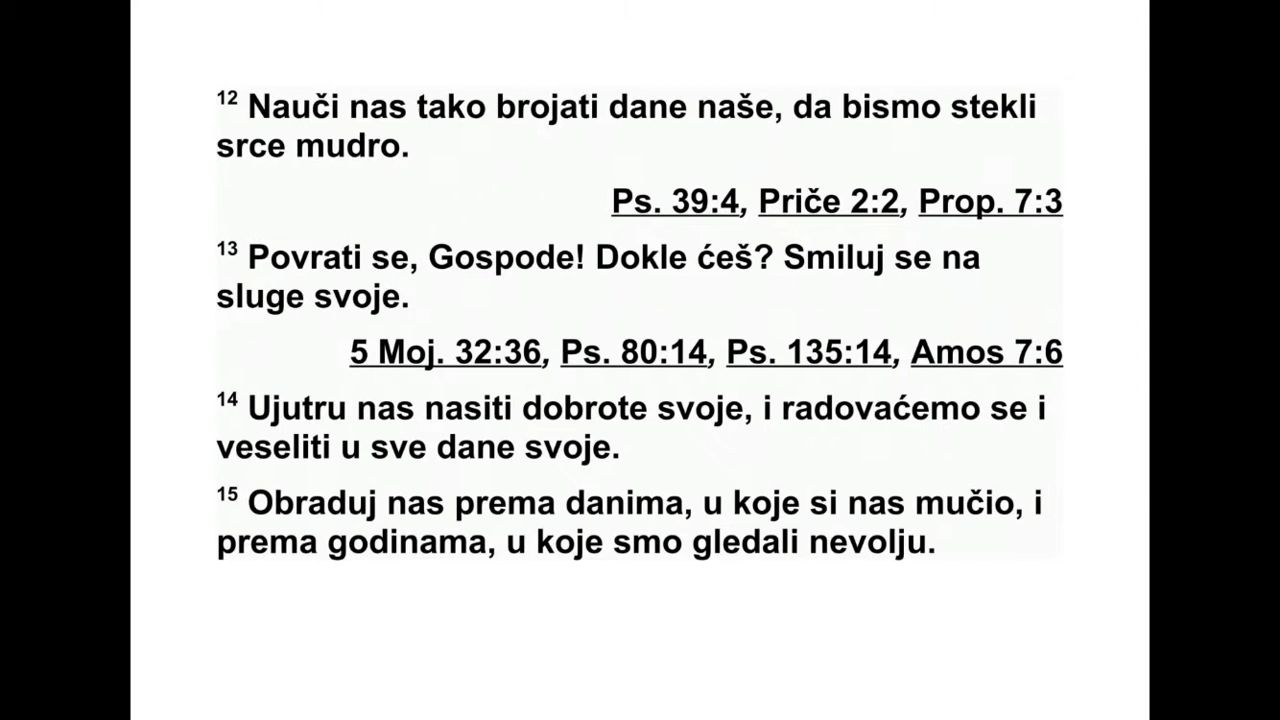 12 Nauči nas tako brojati dane naše, da bismo stekli
srce mudro.
Ps. 39:4, Priče 2:2, Prop. 7:3
13 Povrati se, Gospode! Dokle ćeš? Smiluj se na
sluge svoje.
5 Moj. 32:36, Ps. 80:14, Ps. 135:14, Amos 7:6
14 Ujutru nas nasiti dobrote svoje, i radovaćemo se i
veseliti u sve dane svoje.
15 Obraduj nas prema danima, u koje si nas mučio, i
prema godinama, u koje smo gledali nevolju.